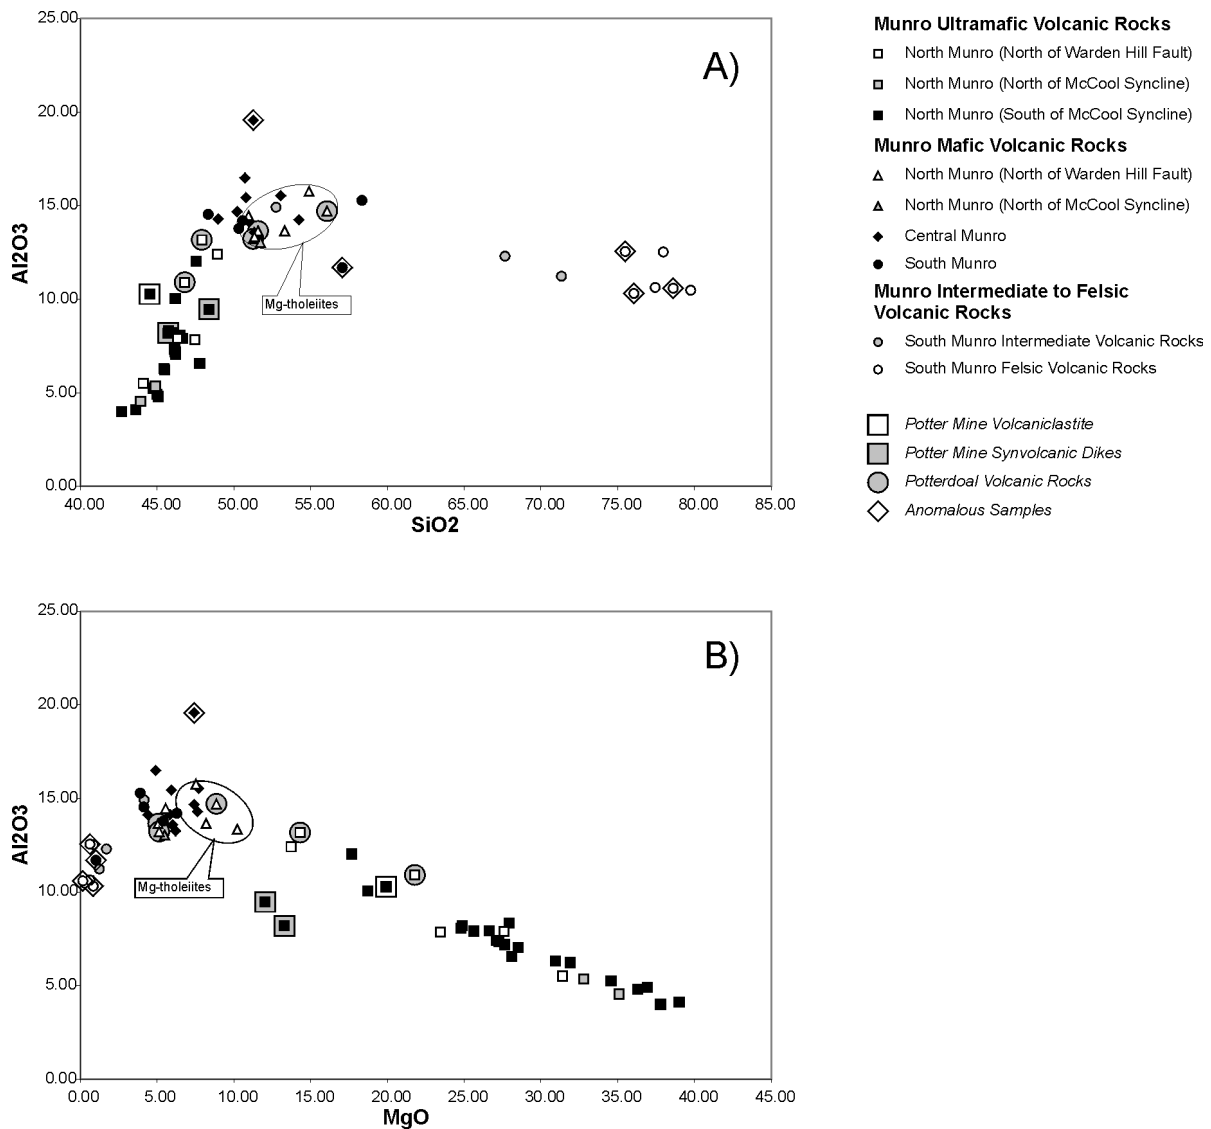 25.00
20.00
15.00
10.00
5.00
0.00
Al2O3
A)
Mg-tholeiites
40.00 45.00 50.00 55.00 60.00 65.00 70.00 75.00 80.00 85.00
SiO2
Munro Ultramafic Volcanic Rocks
North Munro (North of Warden Hill Fault)
North Munro (North of McCool Syncline)
North Munro (South of McCool Syncline)
Munro Mafic Volcanic Rocks
North Munro (North of Warden Hill Fault)
North Munro (North of McCool Syncline)
Central Munro
South Munro
Munro Intermediate to Felsic
Volcanic Rocks
South Munro Intermediate Volcanic Rocks
South Munro Felsic Volcanic Rocks
Potter Mine Volcaniclastite
Potter Mine Synvolcanic Dikes
Potterdoal Volcanic Rocks
Anomalous Samples
25.00
20.00
15.00
10.00
5.00
0.00
Al2O3
B)
Mg-tholeiites
0.00 5.00 10.00 15.00 20.00 25.00 30.00 35.00 40.00 45.00
MgO